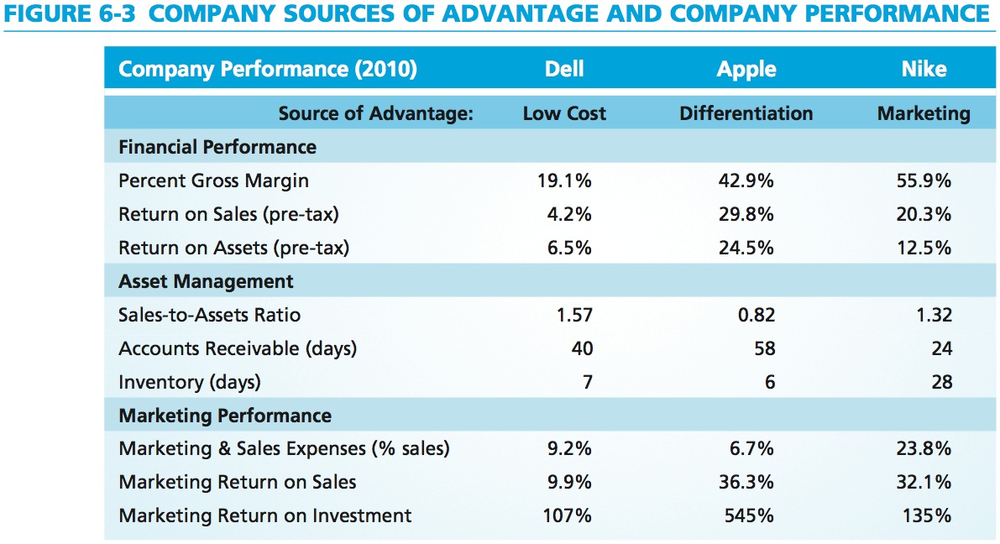 FIGURE 6-3 COMPANY SOURCES OF ADVANTAGE AND COMPANY PERFORMANCE
Company Performance (2010) Dell Apple Nike
Source of Advantage: Low Cost Differentiation Marketing
Financial Performance
Percent Gross Margin 19.1% 42.9% 55.9%
Return on Sales (pre-tax) 4.2% 29.8% 20.3%
Return on Assets (pre-tax) 6.5% 24.5% 12.5%
Asset Management
Sales-to-Assets Ratio 1.57 0.82 1.32
Accounts Receivable (days) 40 58 24
Inventory (days) 7 6 28
Marketing Performance
Marketing & Sales Expenses (% sales) 9.2% 6.7% 23.8%
Marketing Return on Sales 9.9% 36.3% 32.1%
Marketing Return on Investment 107% 545% 135%